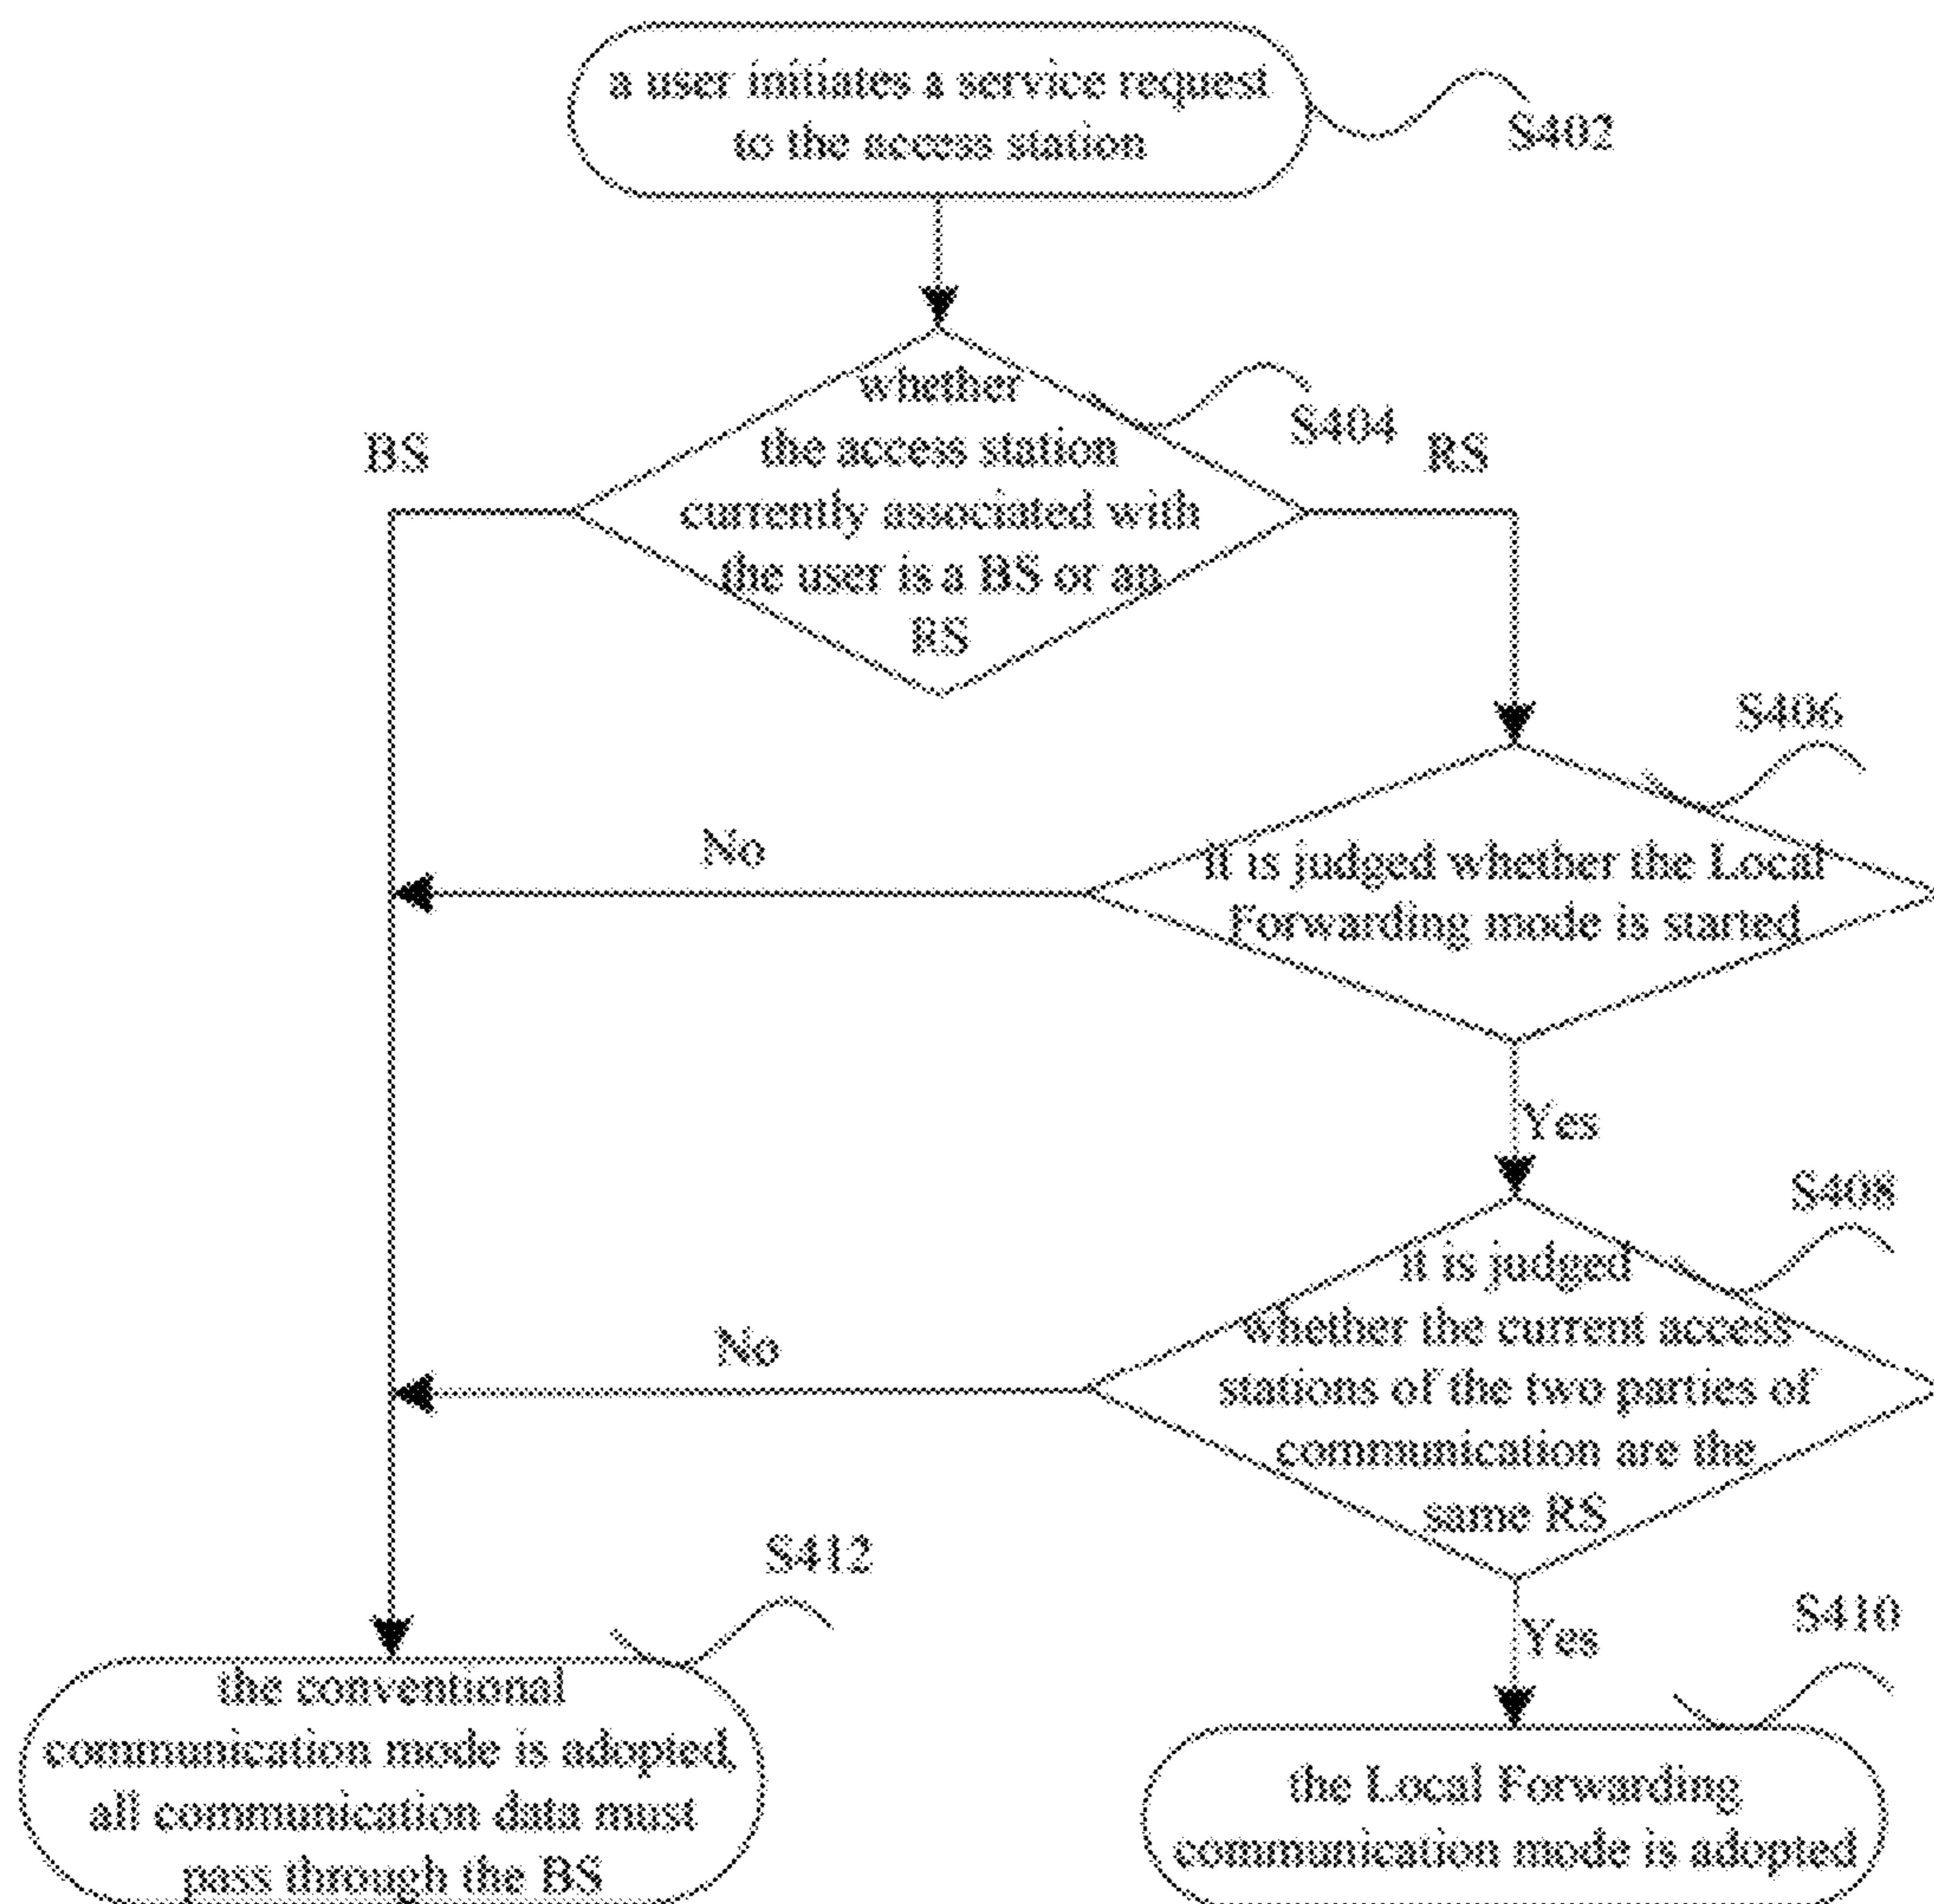 a user initiates a service request
to the access station
S402
whether
the access station
currently associated with
the user is a BS or an
RS
S404
BS
RS
S406
it is judged whether the Local
Forwarding mode is started
No
Yes
S408
it is judged
whether the current access
stations of the two parties of
communication are the
same RS
No
Yes
S412
the conventional
communication mode is adopted,
all communication data must
pass through the BS
S410
the Local Forwarding
communication mode is adopted